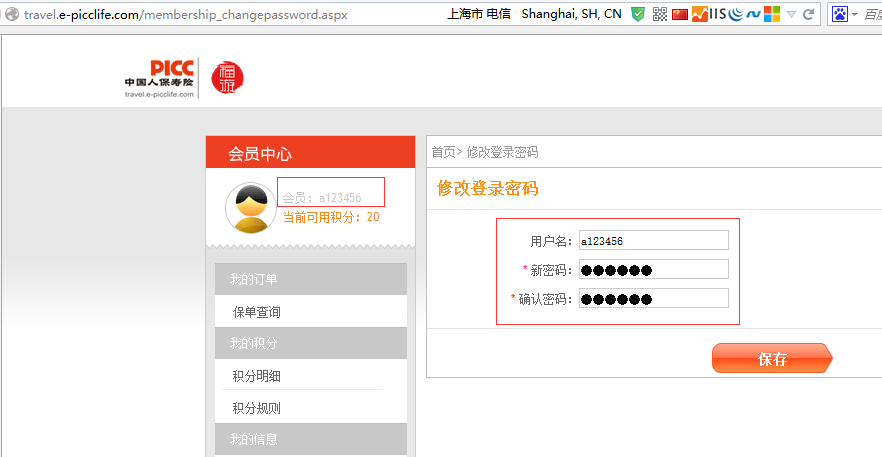 travel.e-picclife.com/membership_changepassword.aspx
上海市 电信 Shanghai, SH, CN
IIS
PICC
中国人保寿险
travel.e-picclife.com
会员中心
会员：a123456
当前可用积分：20
我的订单
保单查询
我的积分
积分明细
积分规则
我的信息
首页> 修改登录密码
修改登录密码
用户名： a123456
* 新密码： ●●●●●●
* 确认密码： ●●●●●●
保存